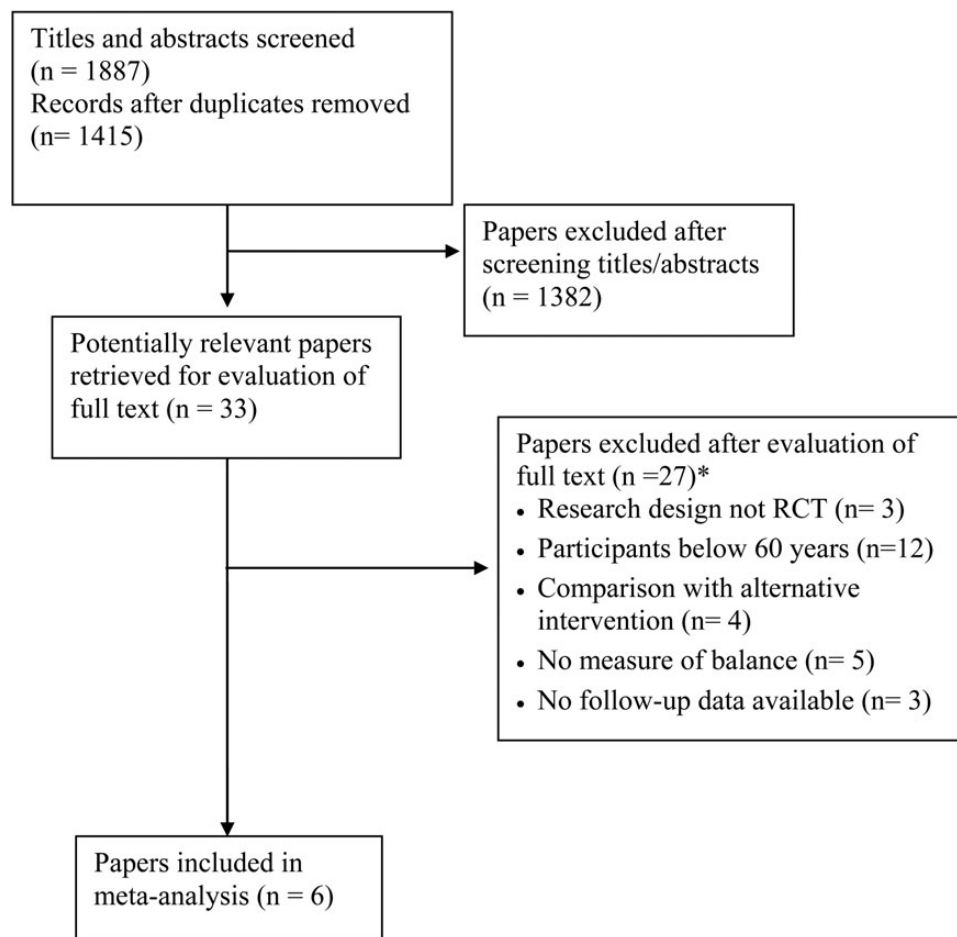 Titles and abstracts screened
(n = 1887)
Records after duplicates removed
(n= 1415)
Papers excluded after
screening titles/abstracts
(n = 1382)
Potentially relevant papers
retrieved for evaluation of
full text (n = 33)
Papers excluded after evaluation of
full text (n =27)*
• Research design not RCT (n= 3)
• Participants below 60 years (n=12)
• Comparison with alternative
intervention (n= 4)
• No measure of balance (n= 5)
• No follow-up data available (n= 3)
Papers included in
meta-analysis (n = 6)